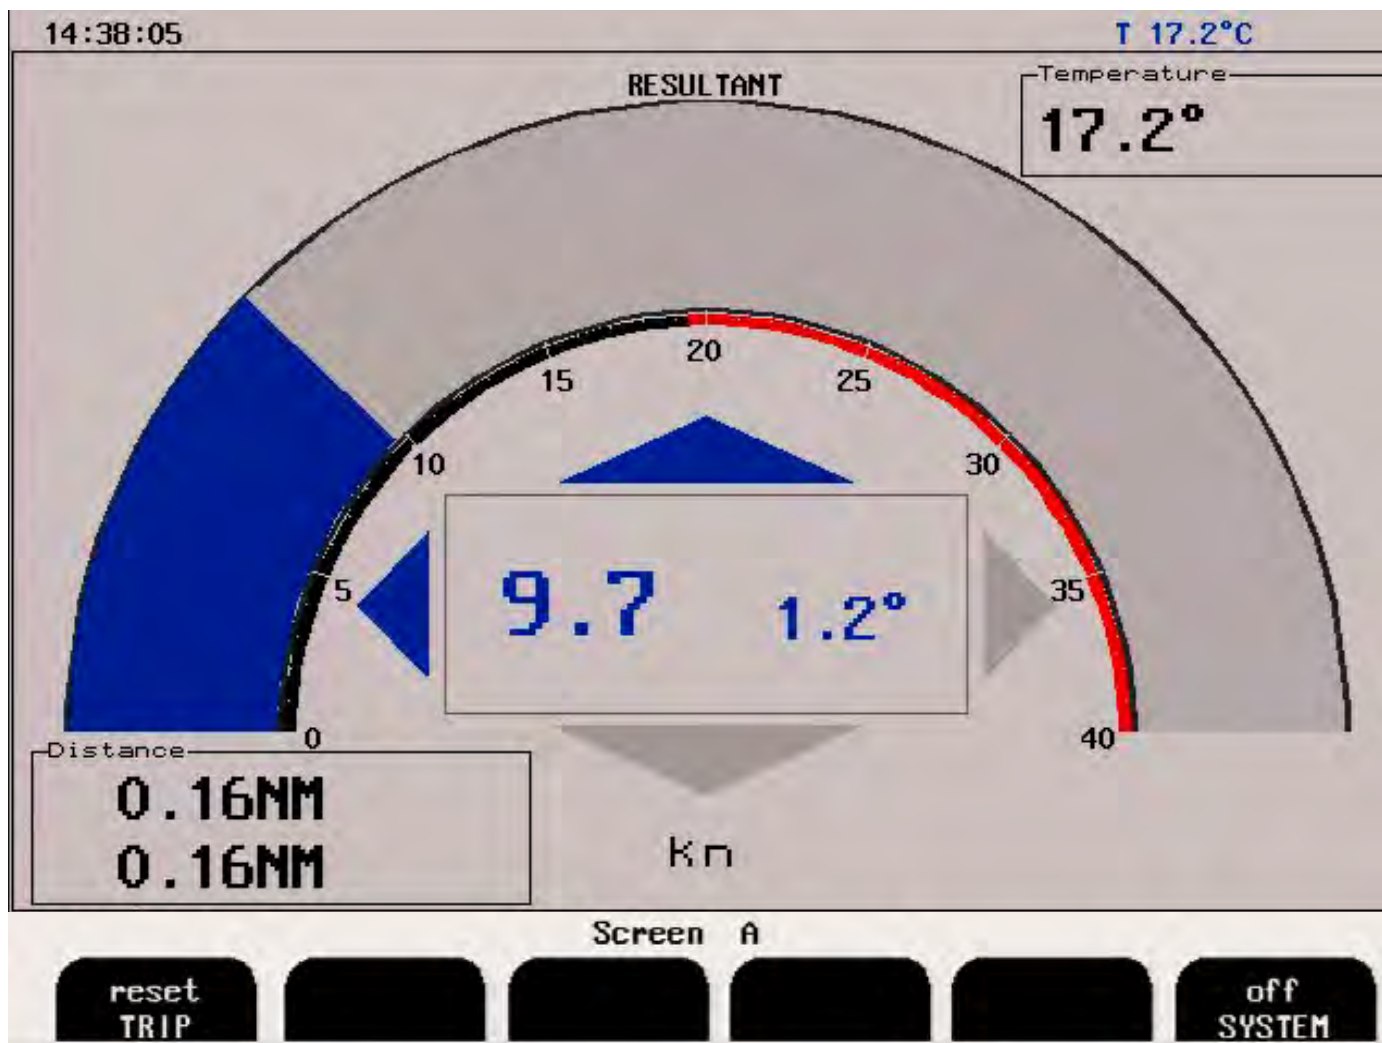 14:38:05
T 17.2°C
RESULTANT
Temperature
17.2°
20
15
25
10
30
5
35
9.7
1.2°
0
40
Distance
0.16NM
0.16NM
kn
Screen A
reset
TRIP
off
SYSTEM